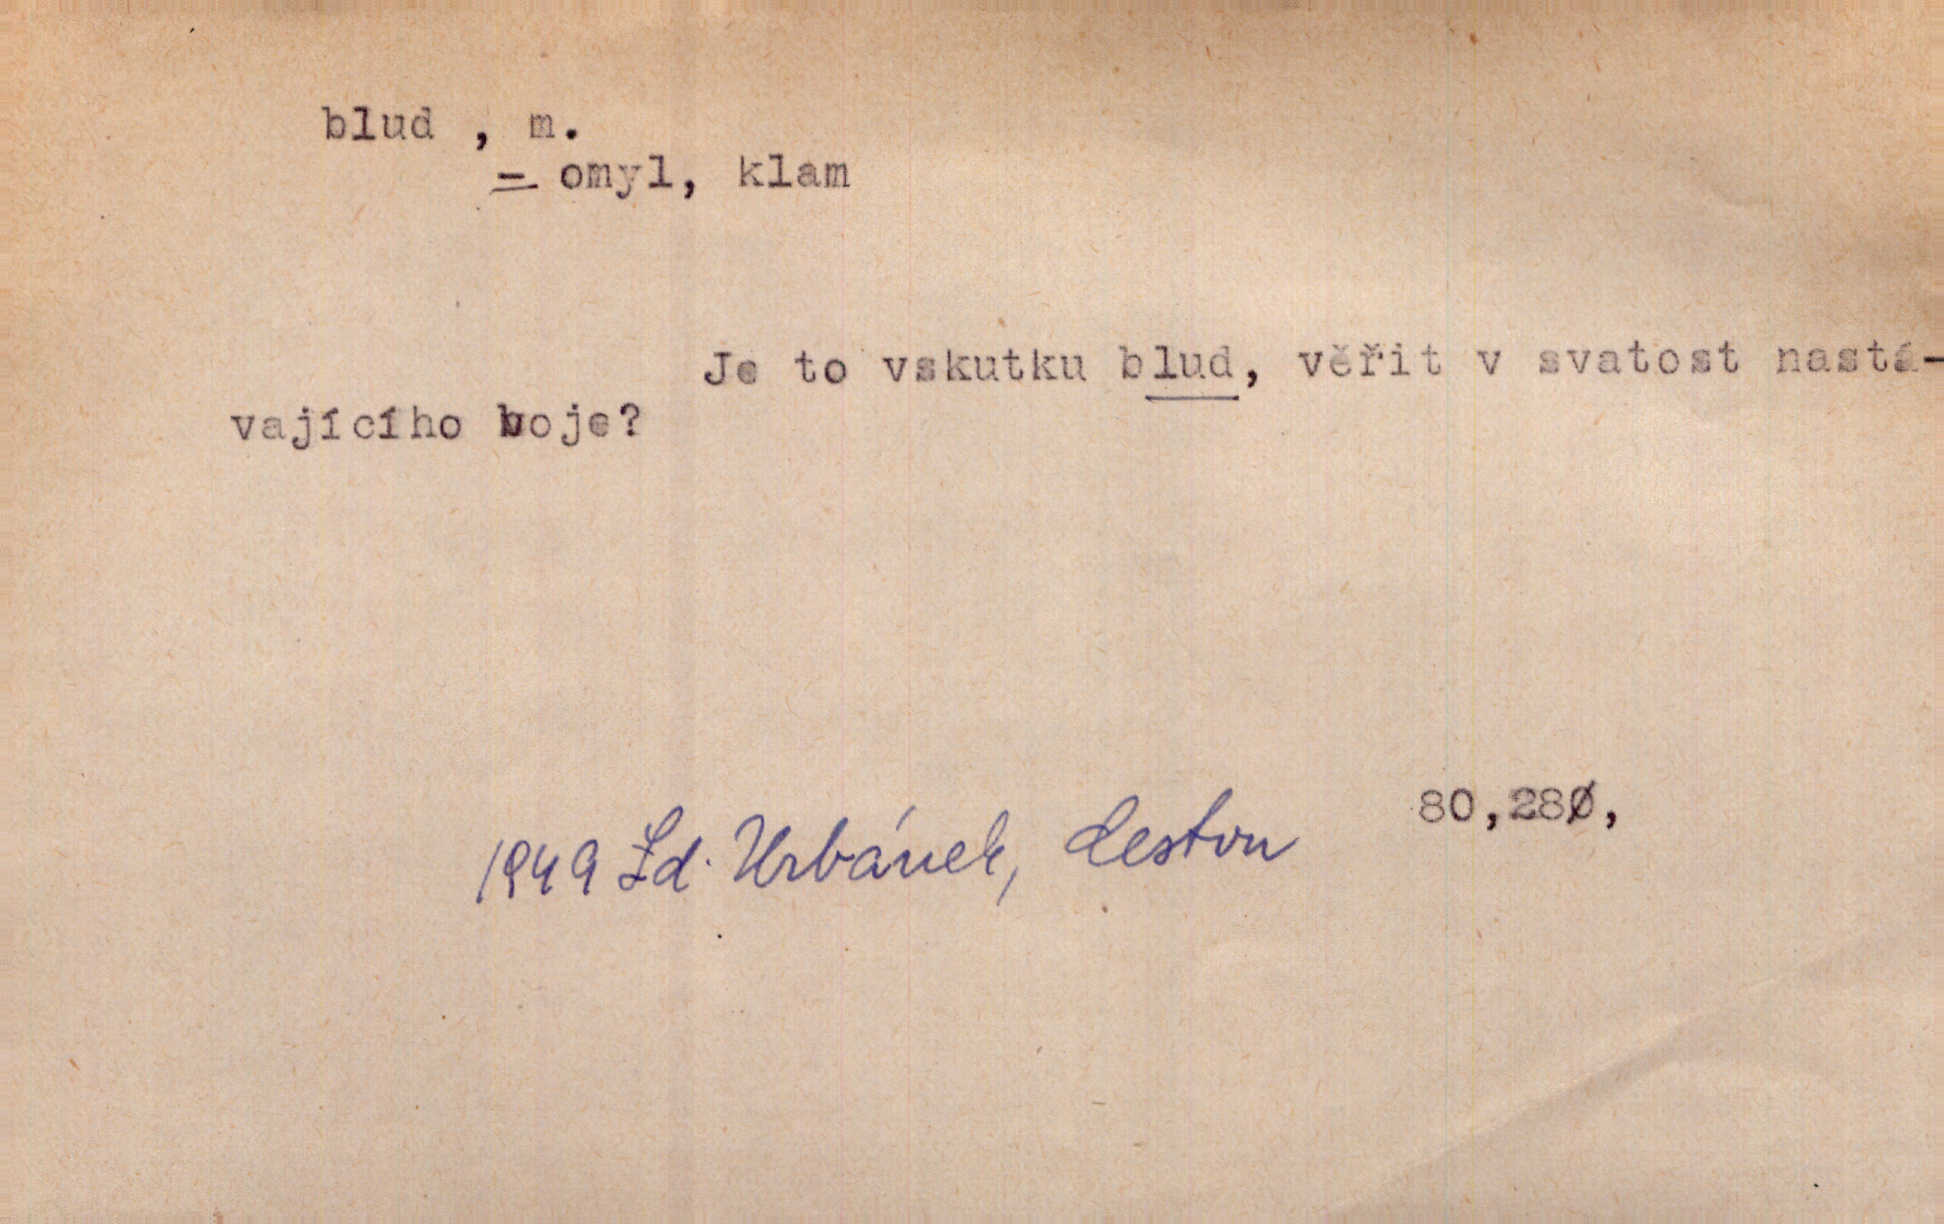 blud , m.
— omyl, klam
Je to vskutku blud, věřit v svatost nastá-
vajícího boje?
80,280,
1949 Zd. Urbánek, Cestou